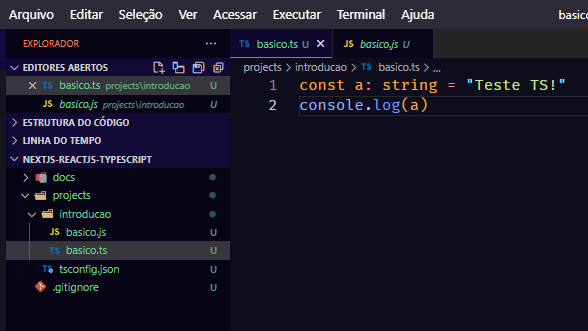 Arquivo Editar Seleção Ver Acessar Executar Terminal Ajuda basico
EXPLORADOR ...
EDITORES ABERTOS
TS basico.ts projects\introducao U
JS basico.js projects\introducao U
ESTRUTURA DO CÓDIGO
LINHA DO TEMPO
NEXTJS-REACTJS-TYPESCRIPT
docs
projects
introducao
JS basico.js U
TS basico.ts U
TS tsconfig.json U
.gitignore U
TS basico.ts U JS basico.js U
projects > introducao > TS basico.ts > ...
1 const a: string = "Teste TS!"
2 console.log(a)